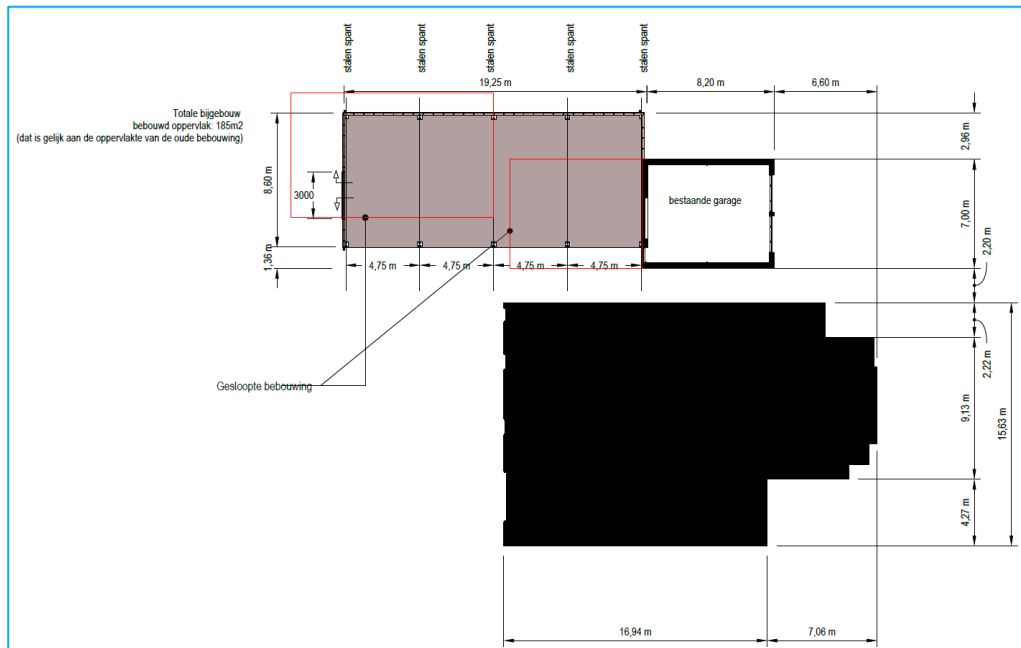 stalen spant
stalen spant
stalen spant
stalen spant
stalen spant
19,25 m
8,20 m
6,60 m
Totale bijgebouw
bebouwd oppervlak: 185m2
(dat is gelijk aan de oppervlakte van de oude bebouwing)
2,96 m
8,60 m
3000
bestaande garage
7,00 m
2,20 m
1,36 m
4,75 m
4,75 m
4,75 m
4,75 m
Gesloopte bebouwing
2,22 m
9,13 m
15,63 m
4,27 m
16,94 m
7,06 m